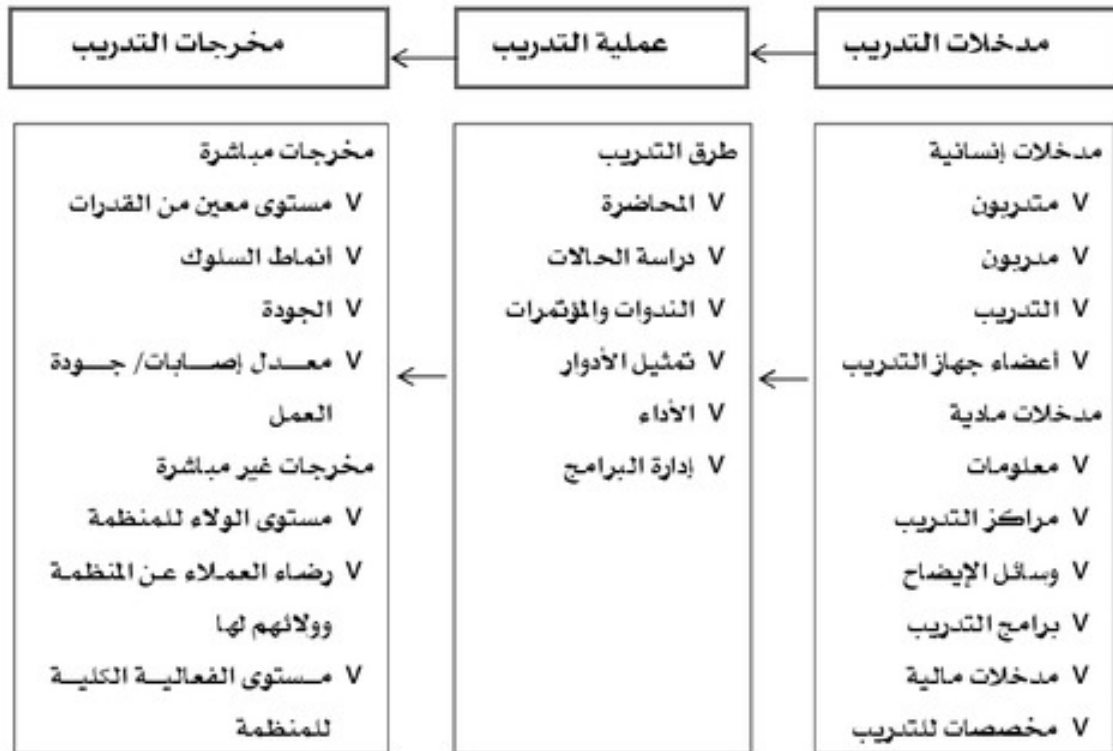 مدخلات التدريب
عملية التدريب
مخرجات التدريب
مدخلات إنسانية
V متدربون
V مدربون
V التدريب
V أعضاء جهاز التدريب
مدخلات مادية
V معلومات
V مراكز التدريب
V وسائل الإيضاح
V برامج التدريب
V مدخلات مالية
V مخصصات للتدريب
طرق التدريب
V المحاضرة
V دراسة الحالات
V الندوات والمؤتمرات
V تمثيل الأدوار
V الأداء
V إدارة البرامج
مخرجات مباشرة
V مستوى معين من القدرات
V أنماط السلوك
V الجودة
V معدل إصابات/ جودة
العمل
مخرجات غير مباشرة
V مستوى الولاء للمنظمة
V رضاء العملاء عن المنظمة
وولائهم لها
V مستوى الفعالية الكلية
للمنظمة